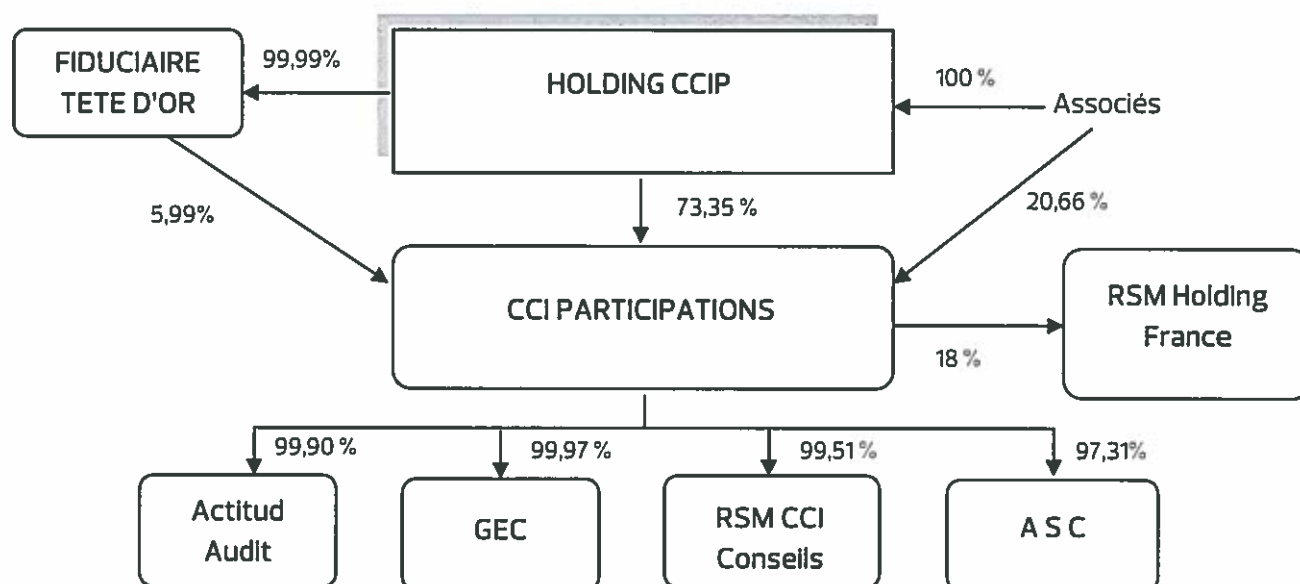 FIDUCIAIRE
TETE D'OR
99,99%
HOLDING CCIP
100 %
Associés
5,99%
73,35 %
20,66 %
CCI PARTICIPATIONS
RSM Holding
France
18 %
99,90 %
99,97 %
99,51 %
97,31%
Actitud
Audit
GEC
RSM CCI
Conseils
A S C